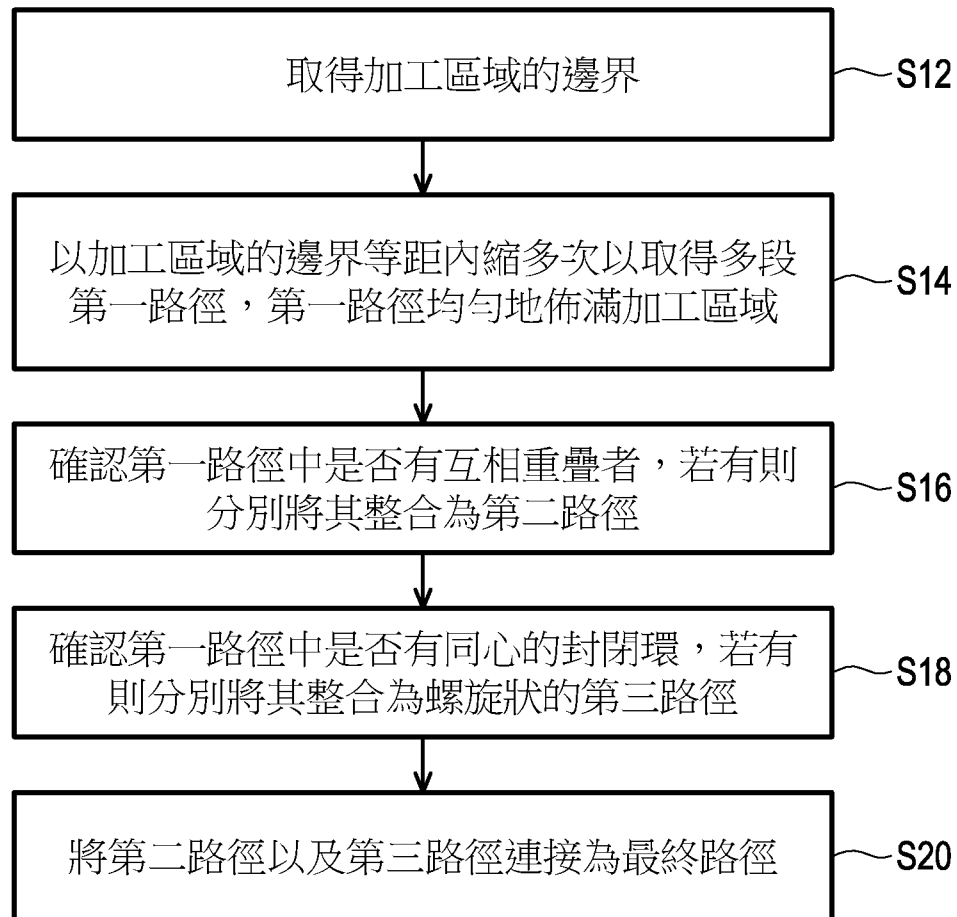 取得加工區域的邊界
S12
以加工區域的邊界等距內縮多次以取得多段
第一路徑，第一路徑均勻地佈滿加工區域
S14
確認第一路徑中是否有互相重疊者，若有則
分別將其整合為第二路徑
S16
確認第一路徑中是否有同心的封閉環，若有
則分別將其整合為螺旋狀的第三路徑
S18
將第二路徑以及第三路徑連接為最終路徑
S20